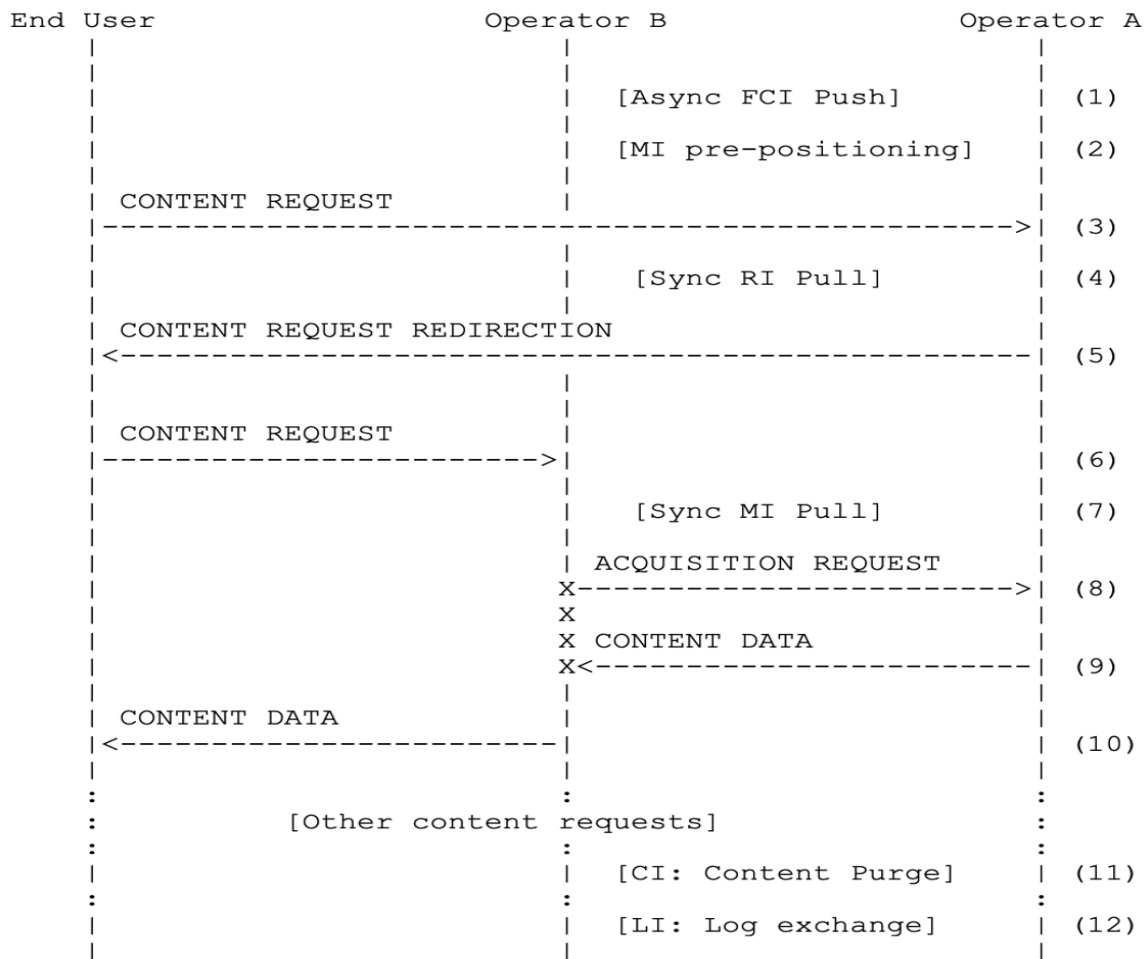 End User Operator B Operator A
[Async FCI Push] (1)
[MI pre-positioning] (2)
CONTENT REQUEST
(3)
[Sync RI Pull] (4)
CONTENT REQUEST REDIRECTION
(5)
CONTENT REQUEST
(6)
[Sync MI Pull] (7)
ACQUISITION REQUEST
X (8)
X
X CONTENT DATA
X (9)
CONTENT DATA
(10)
[Other content requests]
[CI: Content Purge] (11)
[LI: Log exchange] (12)